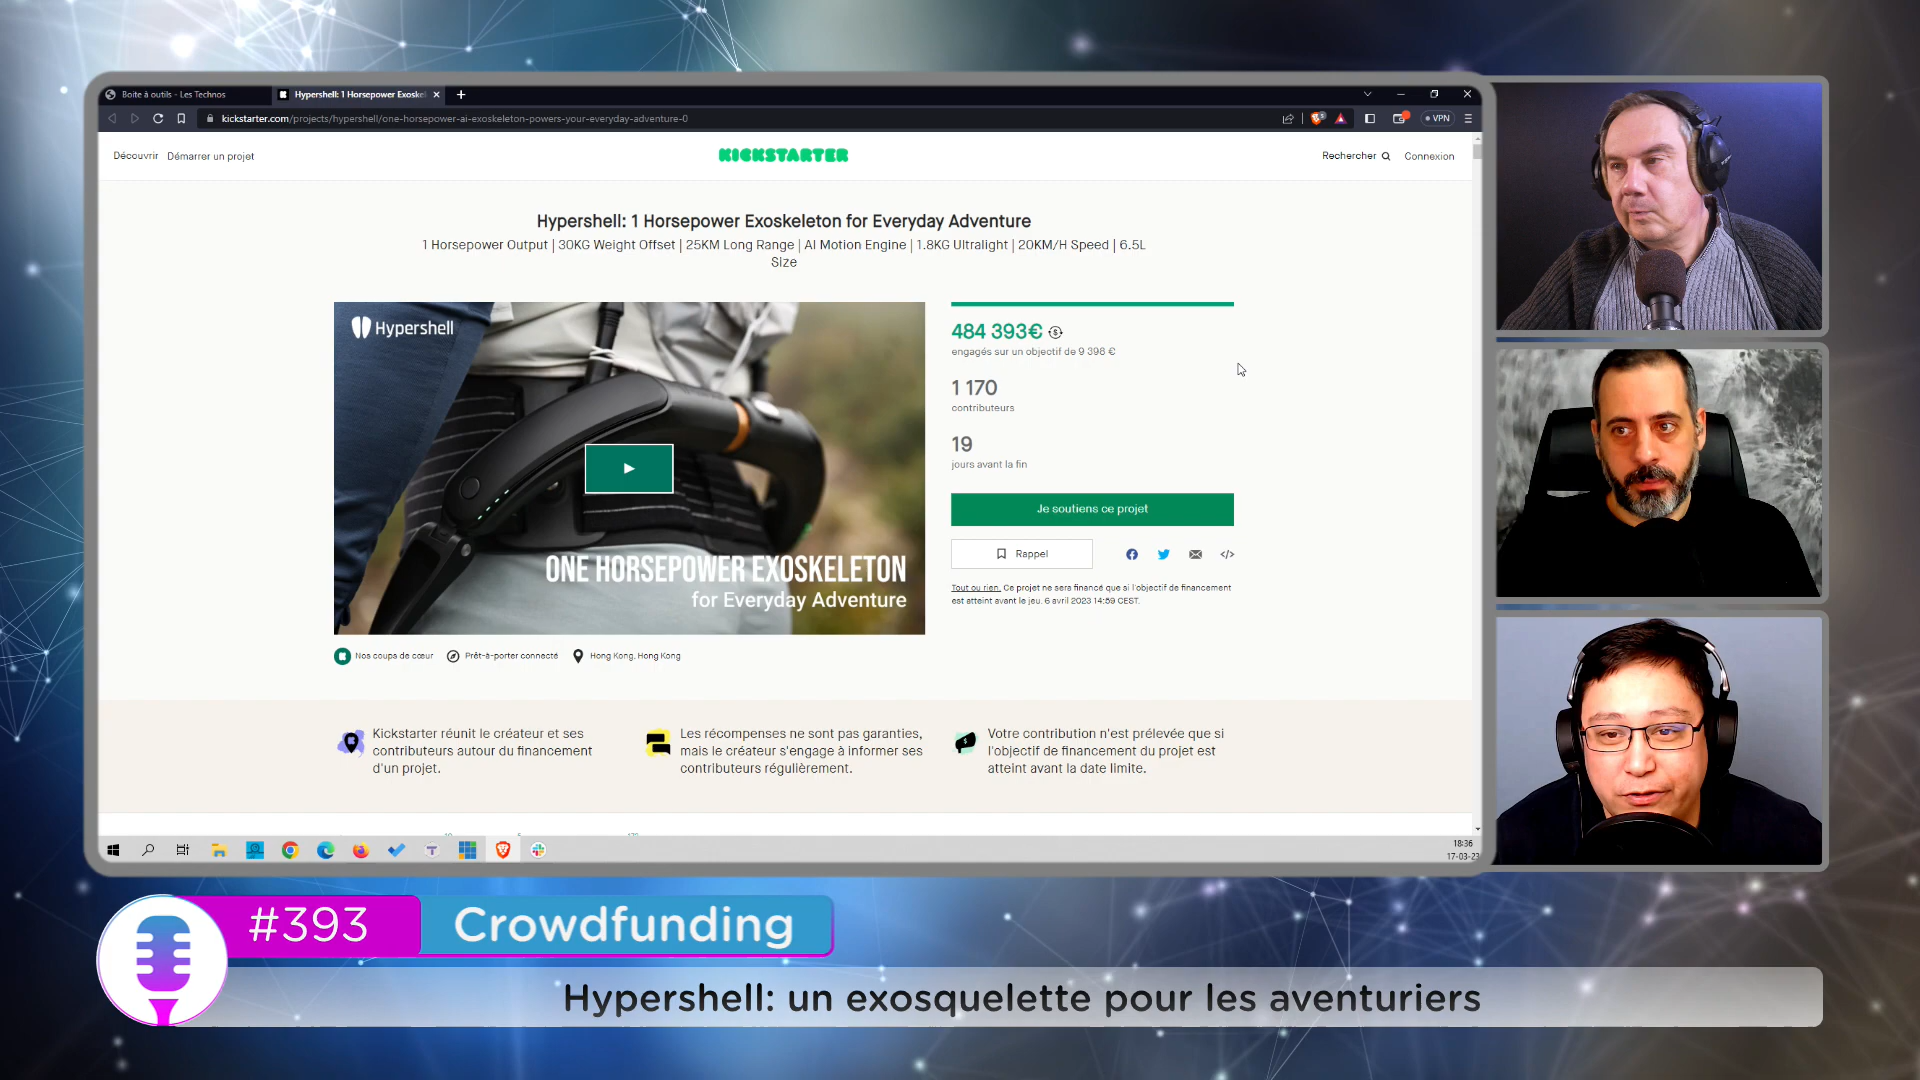 Boite à outils - Les Technos
Hypershell: 1 Horsepower Exoskele
kickstarter.com/projects/hypershell/one-horsepower-ai-exoskeleton-powers-your-everyday-adventure-0
VPN
Découvrir Démarrer un projet
KICKSTARTER
Rechercher Connexion
Hypershell: 1 Horsepower Exoskeleton for Everyday Adventure
1 Horsepower Output | 30KG Weight Offset | 25KM Long Range | AI Motion Engine | 1.8KG Ultralight | 20KM/H Speed | 6.5L
Size
Hypershell
ONE HORSEPOWER EXOSKELETON
for Everyday Adventure
484 393€
engagés sur un objectif de 9 398 €
1 170
contributeurs
19
jours avant la fin
Je soutiens ce projet
Rappel
Tout ou rien. Ce projet ne sera financé que si l'objectif de financement
est atteint avant le jeu. 6 avril 2023 14:59 CEST.
Nos coups de cœur Prêt-à-porter connecté Hong Kong, Hong Kong
Kickstarter réunit le créateur et ses
contributeurs autour du financement
d'un projet.
Les récompenses ne sont pas garanties,
mais le créateur s'engage à informer ses
contributeurs régulièrement.
Votre contribution n'est prélevée que si
l'objectif de financement du projet est
atteint avant la date limite.
18:36
17-03-23
#393
Crowdfunding
Hypershell: un exosquelette pour les aventuriers